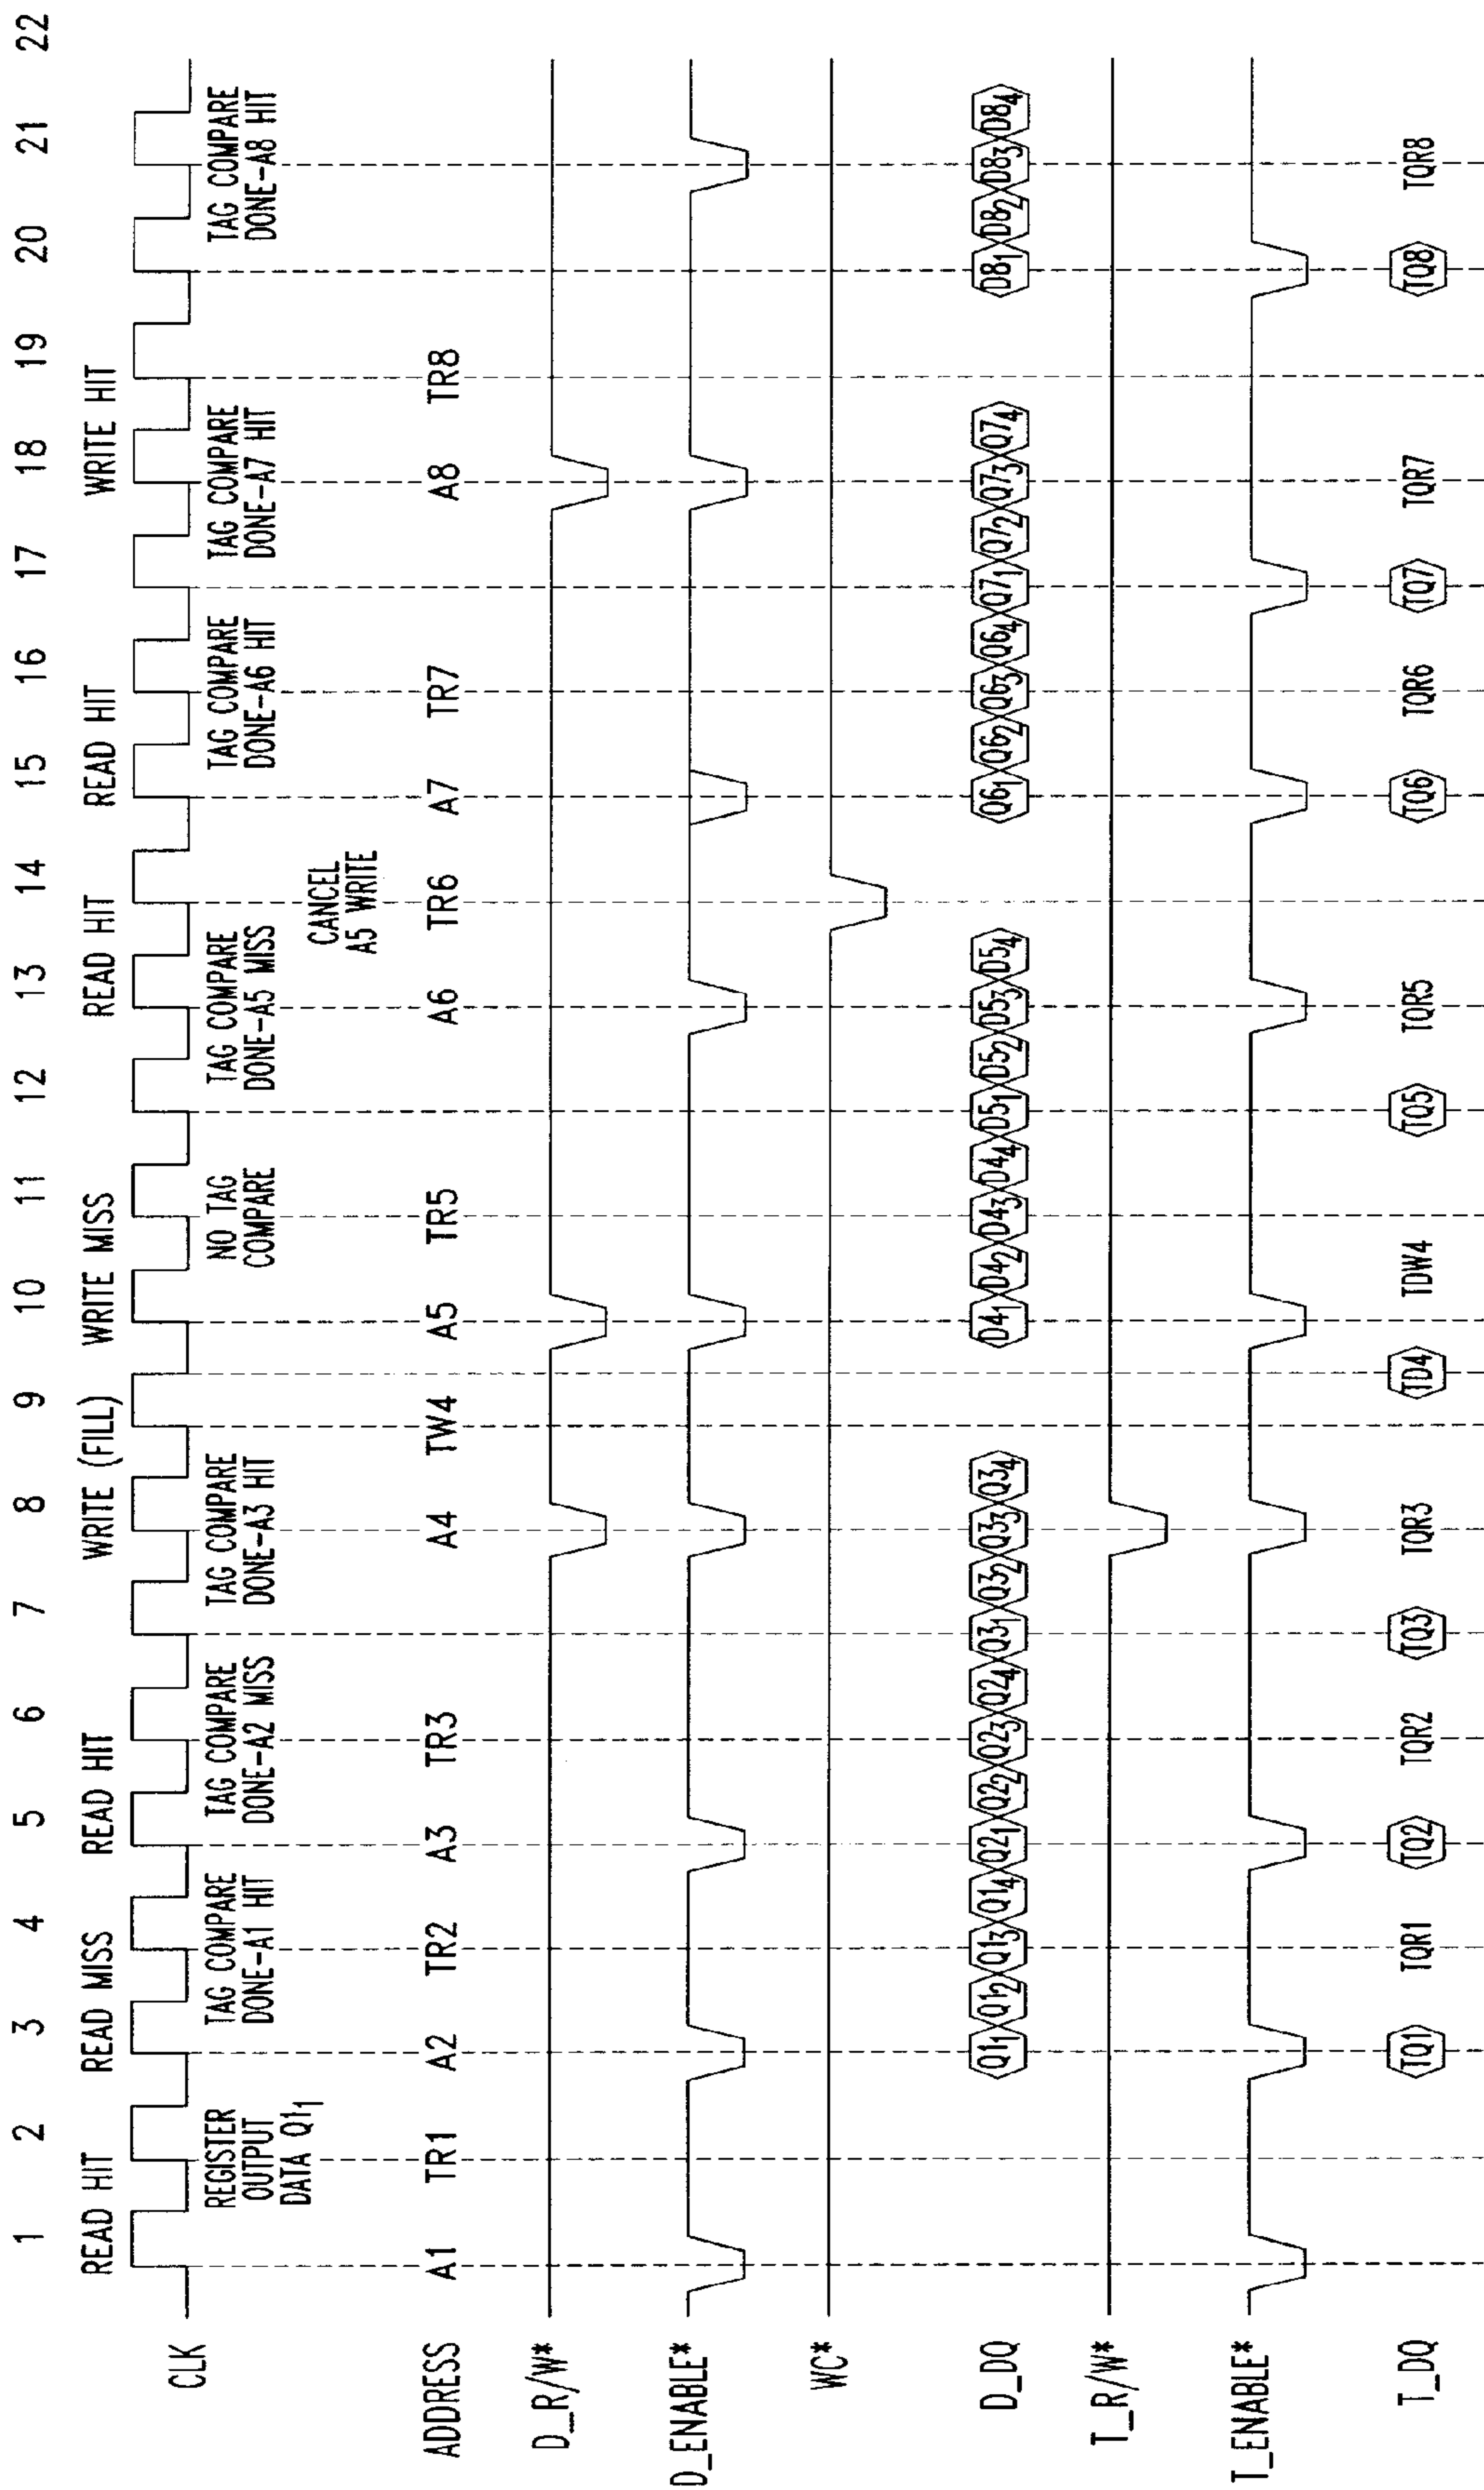 1 2 3 4 5 6 7 8 9 10 11 12 13 14 15 16 17 18 19 20 21 22
READ HIT READ MISS READ HIT WRITE (FILL) WRITE MISS READ HIT READ HIT WRITE HIT
CLK
REGISTER
OUTPUT
DATA Q1₁
TAG COMPARE
DONE-A1 HIT
TAG COMPARE
DONE-A2 MISS
TAG COMPARE
DONE-A3 HIT
NO TAG
COMPARE
TAG COMPARE
DONE-A5 MISS
CANCEL
A5 WRITE
TAG COMPARE
DONE-A6 HIT
TAG COMPARE
DONE-A7 HIT
TAG COMPARE
DONE-A8 HIT
ADDRESS A1 TR1 A2 TR2 A3 TR3 A4 TW4 A5 TR5 A6 TR6 A7 TR7 A8 TR8
D_R/W*
D_ENABLE*
WC*
D_DQ Q1₁ Q1₂ Q1₃ Q1₄ Q2₁ Q2₂ Q2₃ Q2₄ Q3₁ Q3₂ Q3₃ Q3₄ D4₁ D4₂ D4₃ D4₄ D5₁ D5₂ D5₃ D5₄ Q6₁ Q6₂ Q6₃ Q6₄ Q7₁ Q7₂ Q7₃ Q7₄ D8₁ D8₂ D8₃ D8₄
T_R/W*
T_ENABLE*
T_DQ TQ1 TQR1 TQ2 TQR2 TQ3 TQR3 TD4 TDW4 TQ5 TQR5 TQ6 TQR6 TQ7 TQR7 TQ8 TQR8